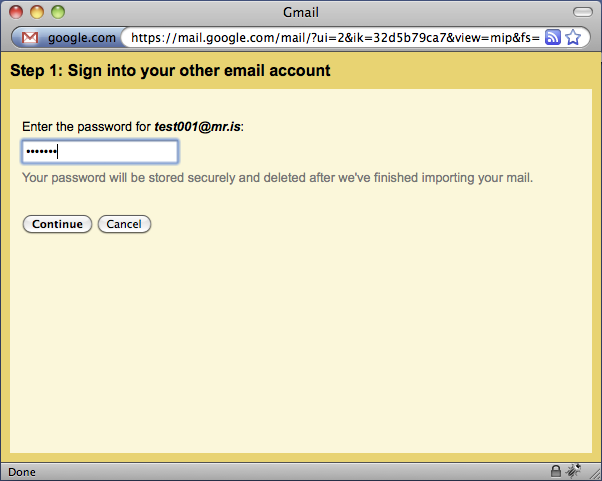 Gmail
google.com https://mail.google.com/mail/?ui=2&ik=32d5b79ca7&view=mip&fs=
Step 1: Sign into your other email account
Enter the password for test001@mr.is:
•••••••
Your password will be stored securely and deleted after we've finished importing your mail.
Continue Cancel
Done